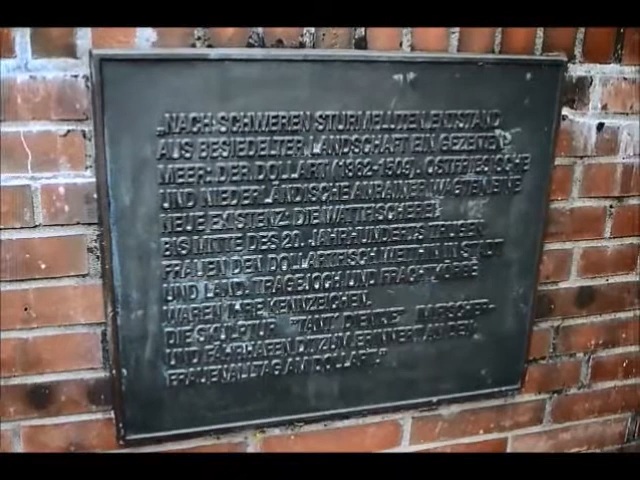 „NACH SCHWEREN STURMFLUTEN ENTSTAND
AUS BESIEDELTER LANDSCHAFT EIN GEZEITEN-
MEER: DER DOLLART (1362-1509). OSTFRIESISCHE
UND NIEDERLÄNDISCHE ANRAINER WAGTEN EINE
NEUE EXISTENZ: DIE WATTFISCHEREI.
BIS MITTE DES 20. JAHRHUNDERTS TRUGEN
FRAUEN DEN DOLLARTFISCH WEITHIN IN STADT
UND LAND. TRAGEJOCH UND FRACHTKÖRBE
WAREN IHRE KENNZEICHEN.
DIE SKULPTUR "TANT DIENKE" IM FISCHER-
UND FÄHRHAFEN DITZUM ERINNERT AN DEN
FRAUENALLTAG AM DOLLART."